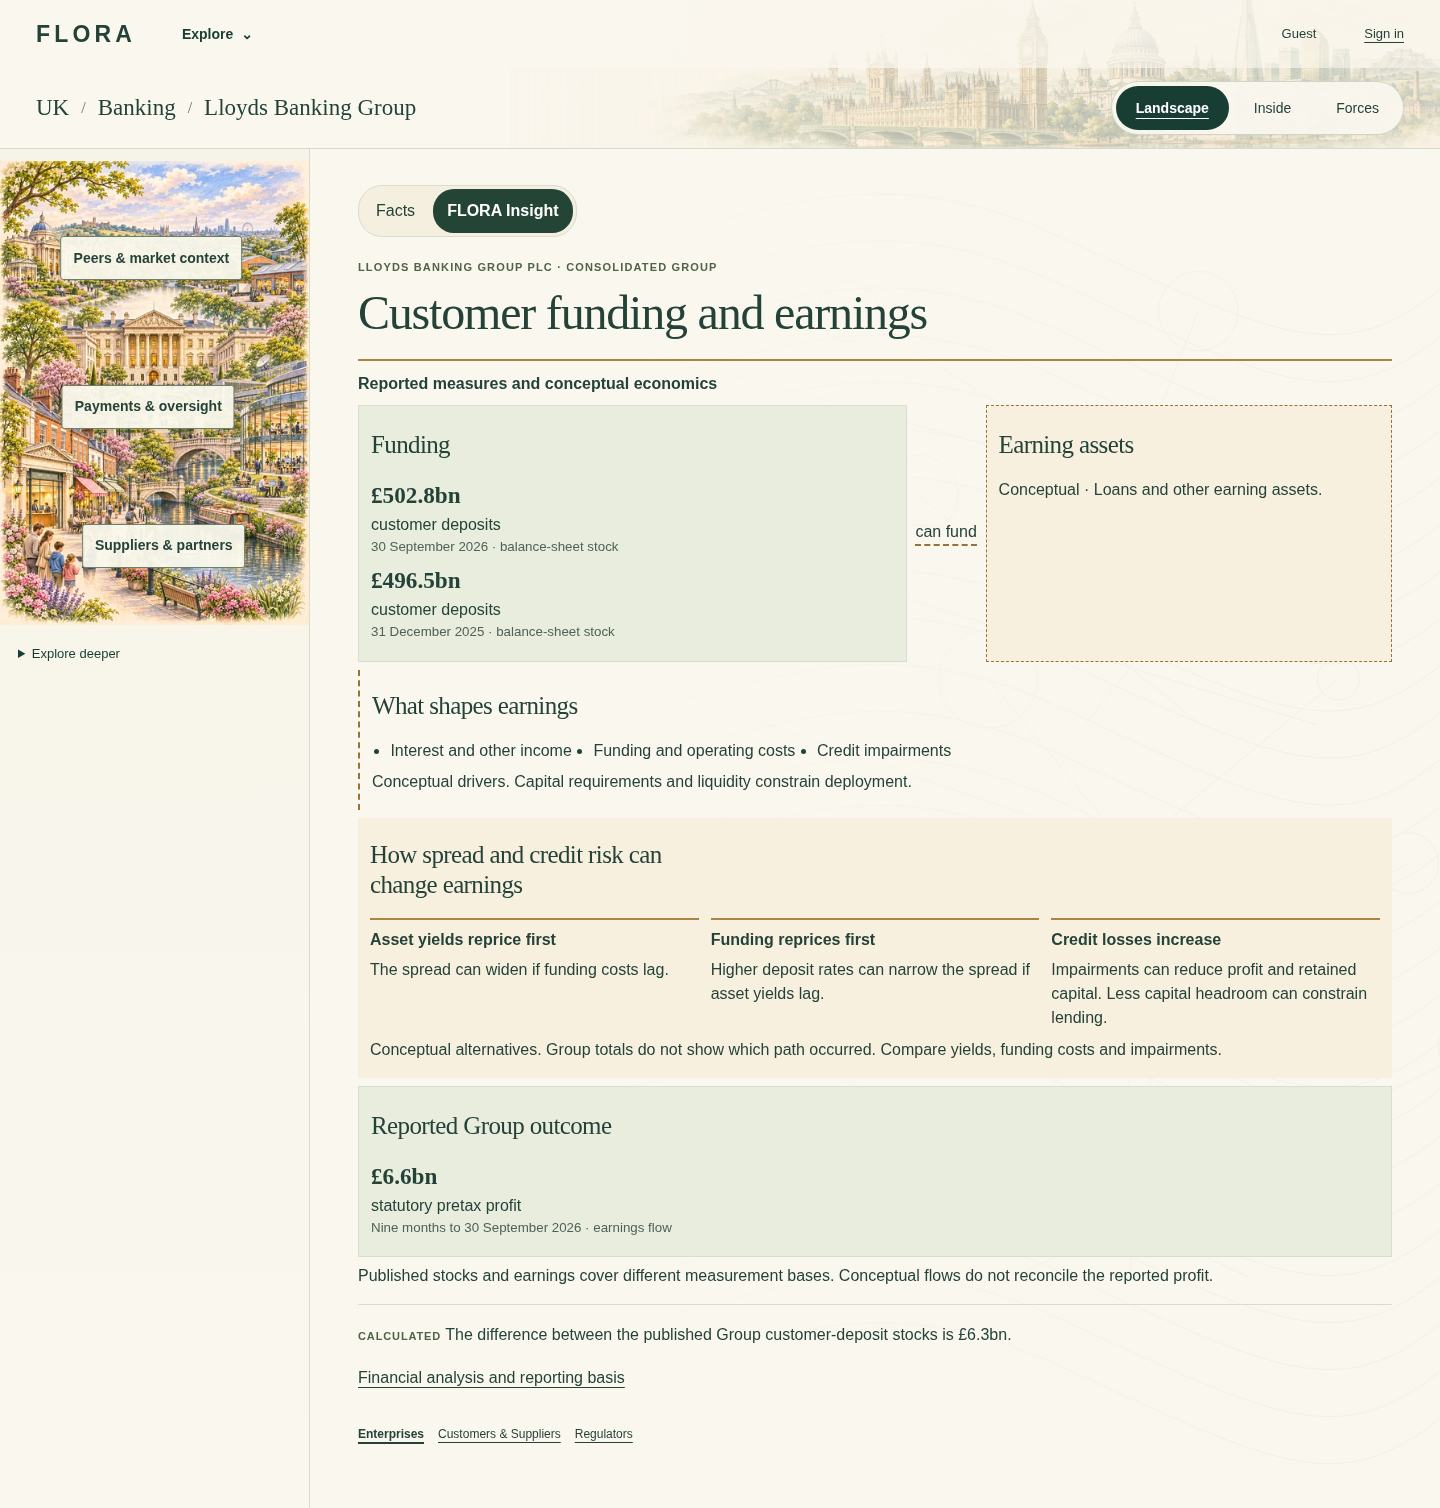 FLORA
Explore
Guest
Sign in
UK / Banking / Lloyds Banking Group
Landscape
Inside
Forces
Peers & market context
Payments & oversight
Suppliers & partners
Explore deeper
Facts
FLORA Insight
LLOYDS BANKING GROUP PLC · CONSOLIDATED GROUP
Customer funding and earnings
Reported measures and conceptual economics
Funding
£502.8bn
customer deposits
30 September 2026 · balance-sheet stock
£496.5bn
customer deposits
31 December 2025 · balance-sheet stock
can fund
Earning assets
Conceptual · Loans and other earning assets.
What shapes earnings
• Interest and other income • Funding and operating costs • Credit impairments
Conceptual drivers. Capital requirements and liquidity constrain deployment.
How spread and credit risk can
change earnings
Asset yields reprice first
The spread can widen if funding costs lag.
Funding reprices first
Higher deposit rates can narrow the spread if
asset yields lag.
Credit losses increase
Impairments can reduce profit and retained
capital. Less capital headroom can constrain
lending.
Conceptual alternatives. Group totals do not show which path occurred. Compare yields, funding costs and impairments.
Reported Group outcome
£6.6bn
statutory pretax profit
Nine months to 30 September 2026 · earnings flow
Published stocks and earnings cover different measurement bases. Conceptual flows do not reconcile the reported profit.
CALCULATED The difference between the published Group customer-deposit stocks is £6.3bn.
Financial analysis and reporting basis
Enterprises
Customers & Suppliers
Regulators